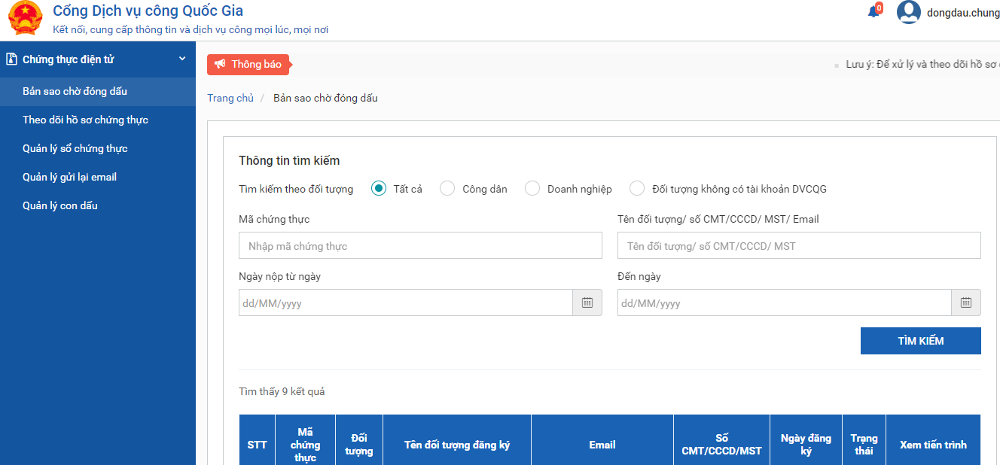 Cổng Dịch vụ công Quốc Gia
Kết nối, cung cấp thông tin và dịch vụ công mọi lúc, mọi nơi
0
dongdau.chung
Chứng thực điện tử
Bản sao chờ đóng dấu
Theo dõi hồ sơ chứng thực
Quản lý sổ chứng thực
Quản lý gửi lại email
Quản lý con dấu
Thông báo
Lưu ý: Để xử lý và theo dõi hồ sơ
Trang chủ / Bản sao chờ đóng dấu
Thông tin tìm kiếm
Tìm kiếm theo đối tượng Tất cả Công dân Doanh nghiệp Đối tượng không có tài khoản DVCQG
Mã chứng thực Tên đối tượng/ số CMT/CCCD/ MST/ Email
Nhập mã chứng thực Tên đối tượng/ số CMT/CCCD/ MST
Ngày nộp từ ngày Đến ngày
dd/MM/yyyy dd/MM/yyyy
TÌM KIẾM
Tìm thấy 9 kết quả
STT Mã chứng thực Đối tượng Tên đối tượng đăng ký Email Số CMT/CCCD/MST Ngày đăng ký Trạng thái Xem tiến trình